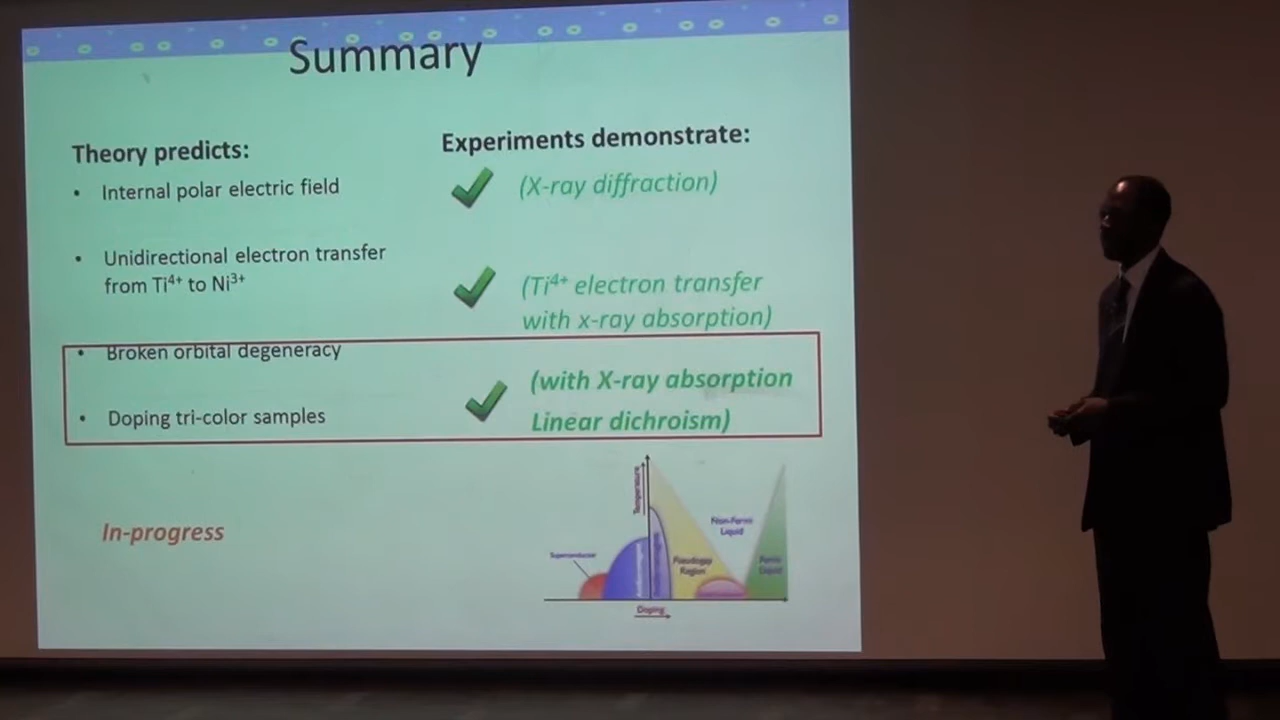 Summary
Theory predicts:
• Internal polar electric field
• Unidirectional electron transfer
from Ti4+ to Ni3+
• Broken orbital degeneracy
• Doping tri-color samples
In-progress
Experiments demonstrate:
(X-ray diffraction)
(Ti4+ electron transfer
with x-ray absorption)
(with X-ray absorption
Linear dichroism)
Temperature
Superconductor
Pseudogap
Region
Non-Fermi
Liquid
Fermi
Liquid
Doping